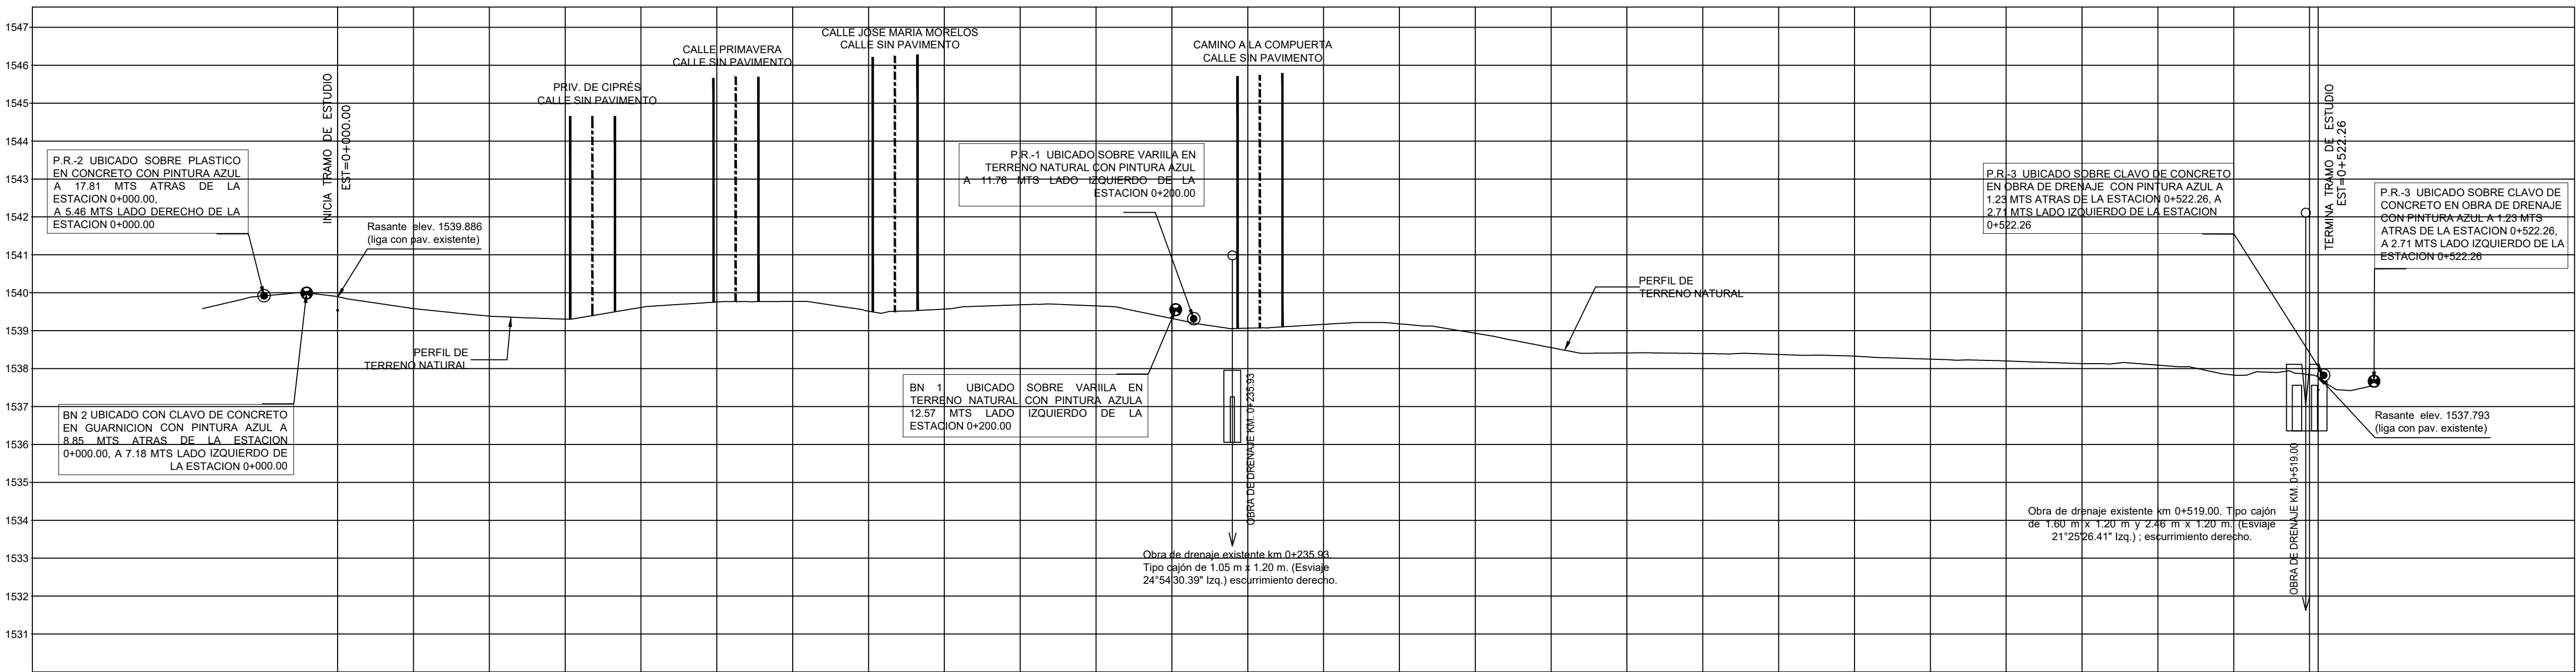 1547
1546
1545
1544
1543
1542
1541
1540
1539
1538
1537
1536
1535
1534
1533
1532
1531
P.R.-2 UBICADO SOBRE PLASTICO
EN CONCRETO CON PINTURA AZUL
A 17.81 MTS ATRAS DE LA
ESTACION 0+000.00,
A 5.46 MTS LADO DERECHO DE LA
ESTACION 0+000.00
BN 2 UBICADO CON CLAVO DE CONCRETO
EN GUARNICION CON PINTURA AZUL A
8.85 MTS ATRAS DE LA ESTACION
0+000.00, A 7.18 MTS LADO IZQUIERDO DE
LA ESTACION 0+000.00
INICIA TRAMO DE ESTUDIO
EST=0+000.00
Rasante elev. 1539.886
(liga con pav. existente)
PERFIL DE
TERRENO NATURAL
PRIV. DE CIPRÉS
CALLE SIN PAVIMENTO
CALLE PRIMAVERA
CALLE SIN PAVIMENTO
CALLE JOSE MARIA MORELOS
CALLE SIN PAVIMENTO
P.R.-1 UBICADO SOBRE VARIILA EN
TERRENO NATURAL CON PINTURA AZUL
A 11.76 MTS LADO IZQUIERDO DE LA
ESTACION 0+200.00
BN 1 UBICADO SOBRE VARIILA EN
TERRENO NATURAL CON PINTURA AZULA
12.57 MTS LADO IZQUIERDO DE LA
ESTACION 0+200.00
CAMINO A LA COMPUERTA
CALLE SIN PAVIMENTO
OBRA DE DRENAJE KM. 0+235.93
Obra de drenaje existente km 0+235.93.
Tipo cajón de 1.05 m x 1.20 m. (Esviaje
24°54'30.39" Izq.) escurrimiento derecho.
PERFIL DE
TERRENO NATURAL
P.R.-3 UBICADO SOBRE CLAVO DE CONCRETO
EN OBRA DE DRENAJE CON PINTURA AZUL A
1.23 MTS ATRAS DE LA ESTACION 0+522.26, A
2.71 MTS LADO IZQUIERDO DE LA ESTACION
0+522.26
OBRA DE DRENAJE KM. 0+519.00
Obra de drenaje existente km 0+519.00. Tipo cajón
de 1.60 m x 1.20 m y 2.46 m x 1.20 m. (Esviaje
21°25'26.41" Izq.) ; escurrimiento derecho.
TERMINA TRAMO DE ESTUDIO
EST=0+522.26
P.R.-3 UBICADO SOBRE CLAVO DE
CONCRETO EN OBRA DE DRENAJE
CON PINTURA AZUL A 1.23 MTS
ATRAS DE LA ESTACION 0+522.26,
A 2.71 MTS LADO IZQUIERDO DE LA
ESTACION 0+522.26
Rasante elev. 1537.793
(liga con pav. existente)